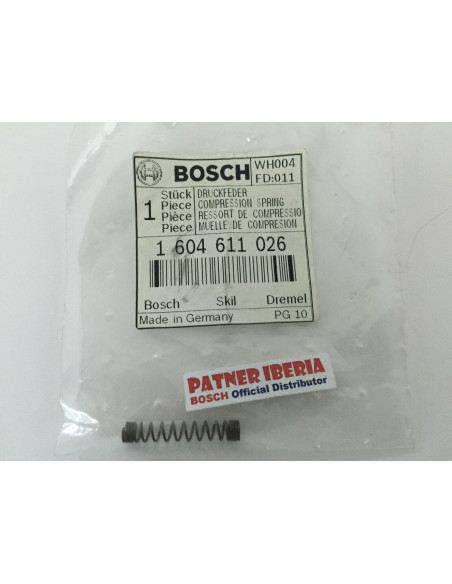 BOSCH
WH004
FD:011
1
Stück DRUCKFEDER
Piece COMPRESSION SPRING
Pièce RESSORT DE COMPRESSIO
Piece MUELLE DE COMPRESION
1 604 611 026
Bosch Skil Dremel
Made in Germany PG 10
PATNER IBERIA
BOSCH Official Distributor